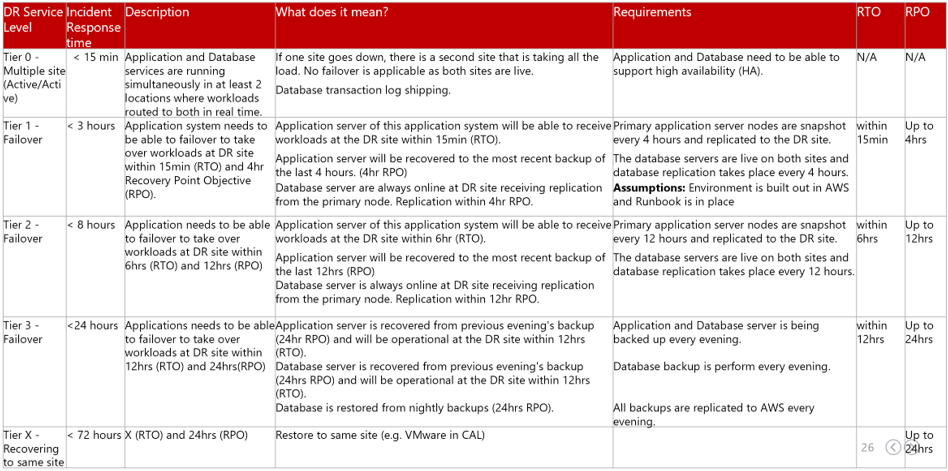 DR Service Level
Incident Response time
Description
What does it mean?
Requirements
RTO
RPO
Tier 0 -
Multiple site
(Active/Acti
ve)
< 15 min
Application and Database
services are running
simultaneously in at least 2
locations where workloads
routed to both in real time.
If one site goes down, there is a second site that is taking all the
load. No failover is applicable as both sites are live.
Database transaction log shipping.
Application and Database need to be able to
support high availability (HA).
N/A
N/A
Tier 1 -
Failover
< 3 hours
Application system needs to
be able to failover to take
over workloads at DR site
within 15min (RTO) and 4hr
Recovery Point Objective
(RPO).
Application server of this application system will be able to receive
workloads at the DR site within 15min (RTO).
Application server will be recovered to the most recent backup of
the last 4 hours. (4hr RPO)
Database server are always online at DR site receiving replication
from the primary node. Replication within 4hr RPO.
Primary application server nodes are snapshot
every 4 hours and replicated to the DR site.
The database servers are live on both sites and
database replication takes place every 4 hours.
Assumptions: Environment is built out in AWS
and Runbook is in place
within
15min
Up to
4hrs
Tier 2 -
Failover
< 8 hours
Application needs to be able
to failover to take over
workloads at DR site within
6hrs (RTO) and 12hrs (RPO)
Application server of this application system will be able to receive
workloads at the DR site within 6hr (RTO).
Application server will be recovered to the most recent backup of
the last 12hrs (RPO)
Database server is always online at DR site receiving replication
from the primary node. Replication within 12hr RPO.
Primary application server nodes are snapshot
every 12 hours and replicated to the DR site.
The database servers are live on both sites and
database replication takes place every 12 hours.
within
6hrs
Up to
12hrs
Tier 3 -
Failover
<24 hours
Applications needs to be able
to failover to take over
workloads at DR site within
12hrs (RTO) and 24hrs(RPO)
Application server is recovered from previous evening's backup
(24hr RPO) and will be operational at the DR site within 12hrs
(RTO).
Database server is recovered from previous evening's backup
(24hrs RPO) and will be operational at the DR site within 12hrs
(RTO).
Database is restored from nightly backups (24hrs RPO).
Application and Database server is being
backed up every evening.
Database backup is perform every evening.
All backups are replicated to AWS every
evening.
within
12hrs
Up to
24hrs
Tier X -
Recovering
to same site
< 72 hours
X (RTO) and 24hrs (RPO)
Restore to same site (e.g. VMware in CAL)
Up to
24hrs
26